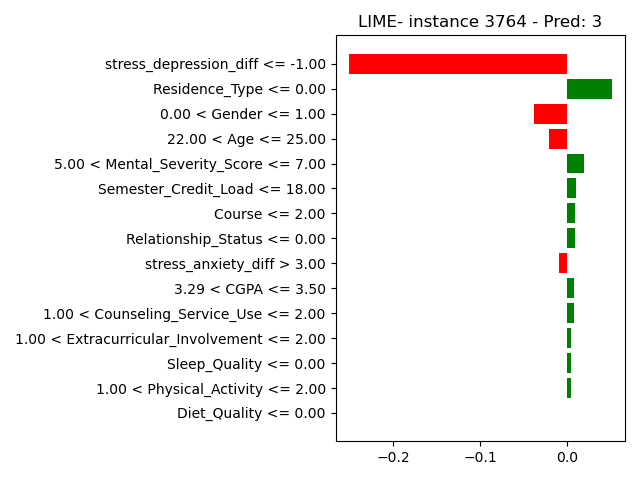 LIME- instance 3764 - Pred: 3
stress_depression_diff <= -1.00
Residence_Type <= 0.00
0.00 < Gender <= 1.00
22.00 < Age <= 25.00
5.00 < Mental_Severity_Score <= 7.00
Semester_Credit_Load <= 18.00
Course <= 2.00
Relationship_Status <= 0.00
stress_anxiety_diff > 3.00
3.29 < CGPA <= 3.50
1.00 < Counseling_Service_Use <= 2.00
1.00 < Extracurricular_Involvement <= 2.00
Sleep_Quality <= 0.00
1.00 < Physical_Activity <= 2.00
Diet_Quality <= 0.00
−0.2 −0.1 0.0